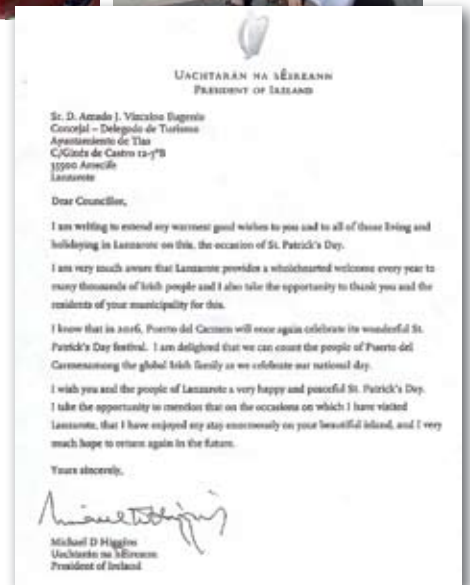 UACHTARÁN NA hÉIREANN
PRESIDENT OF IRELAND
Sr. D. Amado J. Vizcaíno Eugenio
Concejal – Delegado de Turismo
Ayuntamiento de Tías
C/Ginés de Castro 12-7ºB
35500 Arrecife
Lanzarote
Dear Councillor,
I am writing to extend my warmest good wishes to you and to all of those living and
holidaying in Lanzarote on this, the occasion of St. Patrick's Day.
I am very much aware that Lanzarote provides a wholehearted welcome every year to
many thousands of Irish people and I also take the opportunity to thank you and the
residents of your municipality for this.
I know that in 2016, Puerto del Carmen will once again celebrate its wonderful St.
Patrick's Day festival. I am delighted that we can count the people of Puerto del
Carmenamong the global Irish family as we celebrate our national day.
I wish you and the people of Lanzarote a very happy and peaceful St. Patrick's Day.
I take the opportunity to mention that on the occasions on which I have visited
Lanzarote, that I have enjoyed my stay enormously on your beautiful island, and I very
much hope to return again in the future.
Yours sincerely,
Michael D Higgins
Uachtarán na hÉireann
President of Ireland